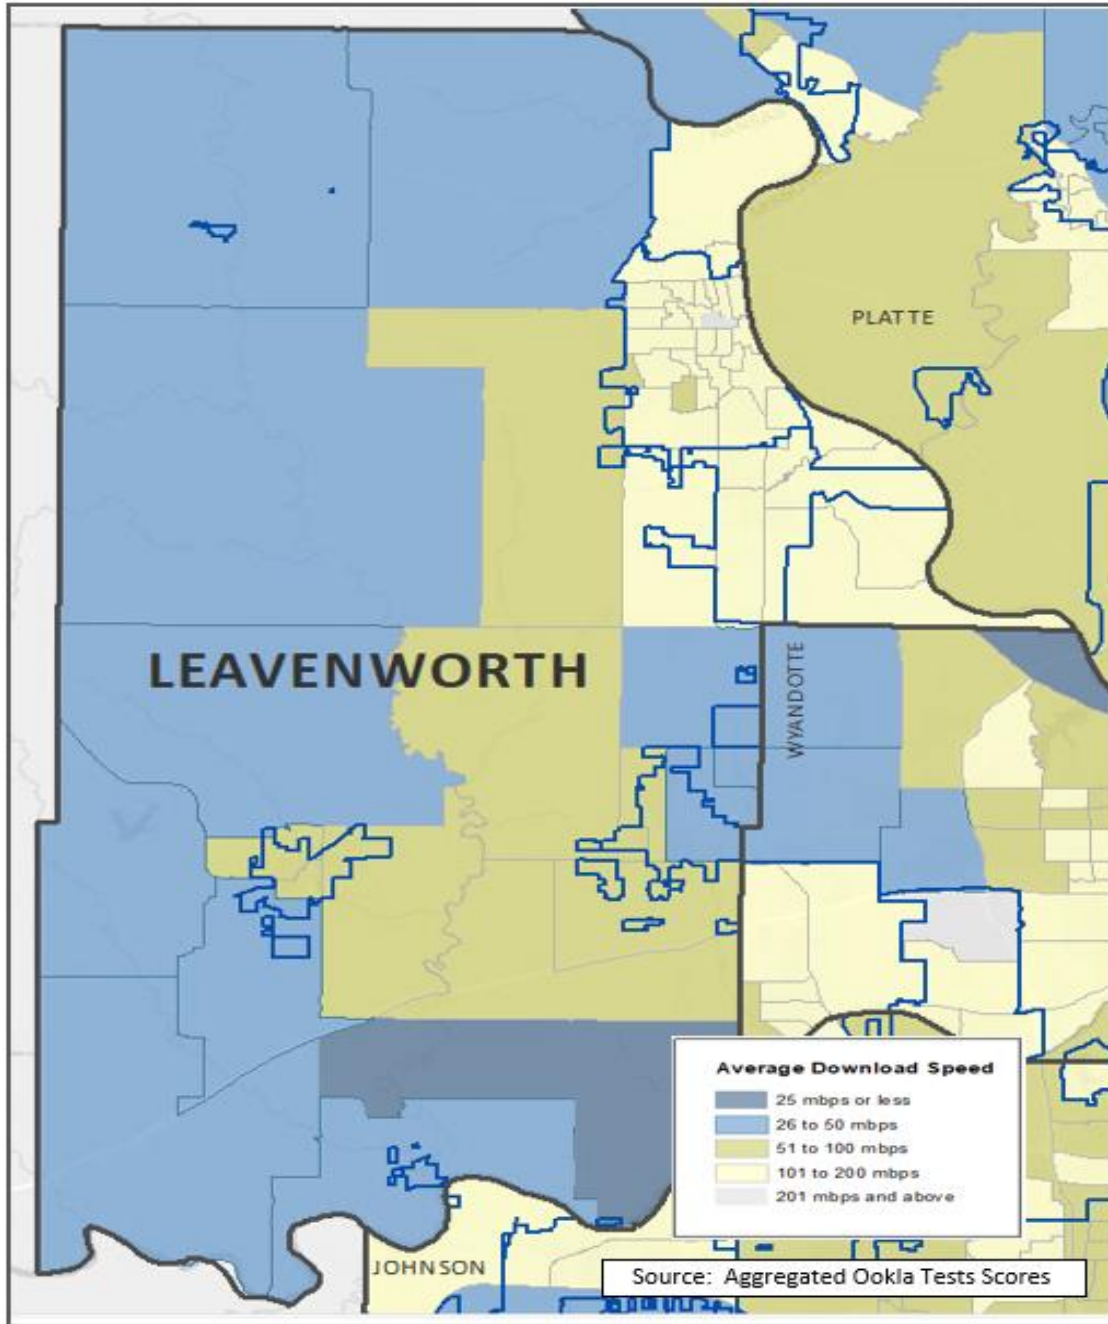 PLATTE
LEAVENWORTH
WYANDOTTE
Average Download Speed
25 mbps or less
26 to 50 mbps
51 to 100 mbps
101 to 200 mbps
201 mbps and above
JOHNSON
Source: Aggregated Ookla Tests Scores